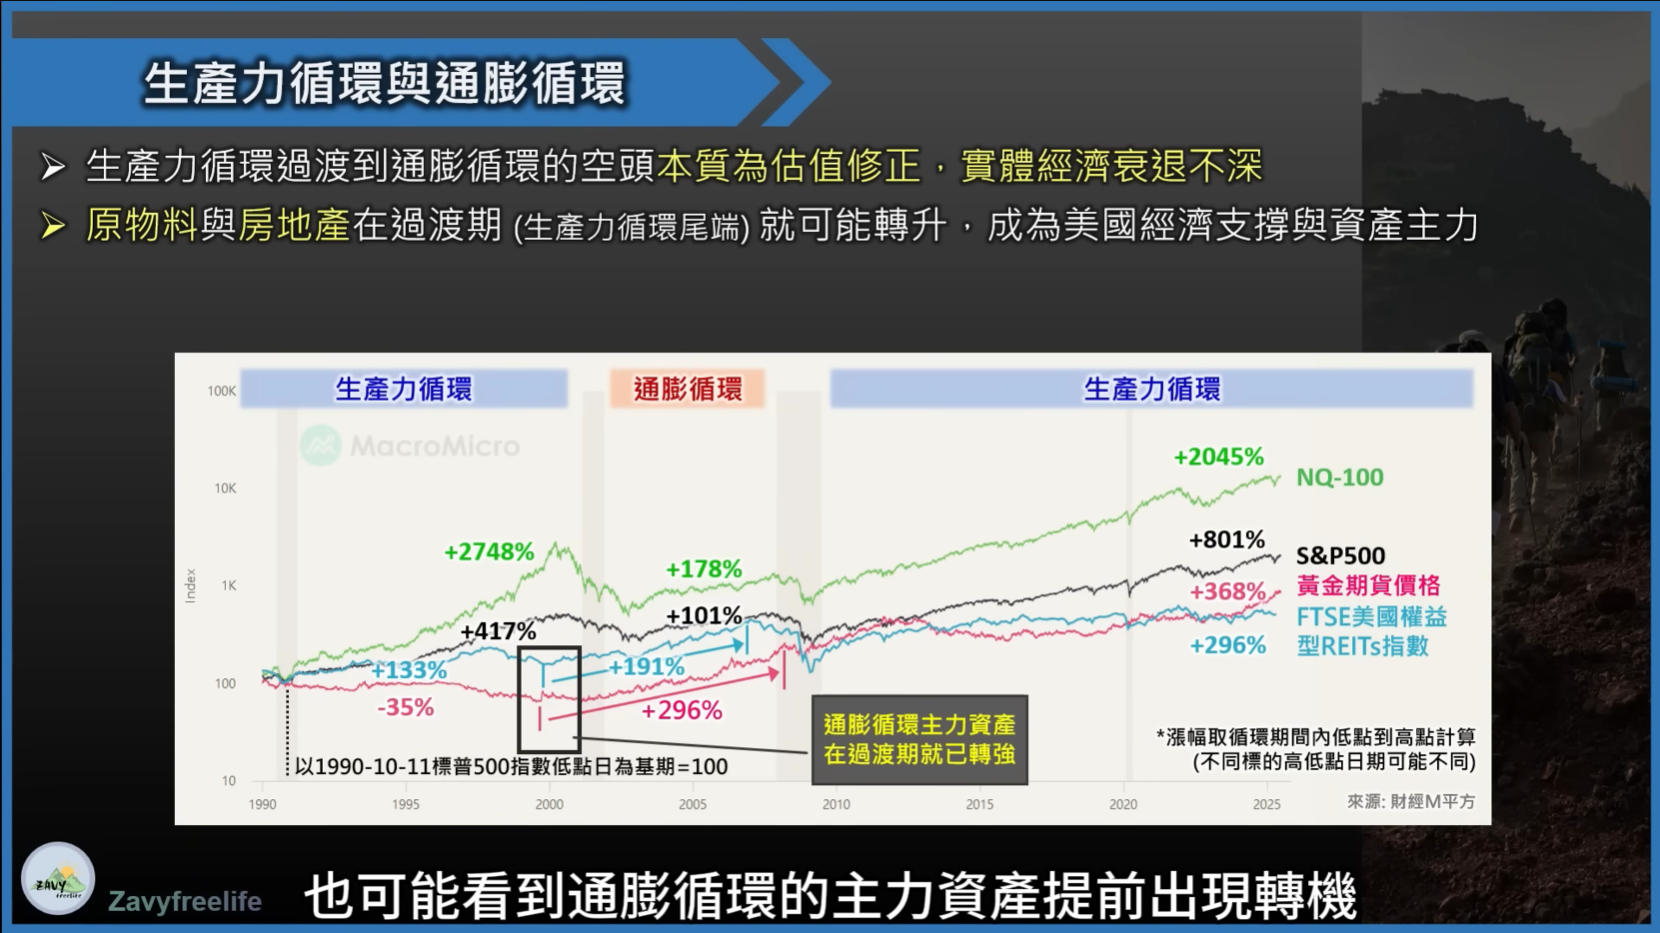 生產力循環與通膨循環
➢ 生產力循環過渡到通膨循環的空頭本質為估值修正，實體經濟衰退不深
➢ 原物料與房地產在過渡期 (生產力循環尾端) 就可能轉升，成為美國經濟支撐與資產主力
生產力循環
通膨循環
生產力循環
MacroMicro
100K
10K
1K
100
10
Index
+2045%
NQ-100
+2748%
+178%
+801%
S&P500
+417%
+101%
+368%
黃金期貨價格
+133%
+191%
+296%
FTSE美國權益
型REITs指數
-35%
+296%
通膨循環主力資產
在過渡期就已轉強
以1990-10-11標普500指數低點日為基期=100
*漲幅取循環期間內低點到高點計算
(不同標的高低點日期可能不同)
1990 1995 2000 2005 2010 2015 2020 2025
來源: 財經M平方
ZAVY
freelife
Zavyfreelife
也可能看到通膨循環的主力資產提前出現轉機